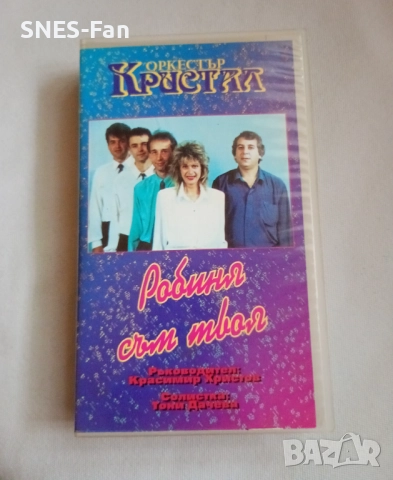 SNES-Fan
ОРКЕСТЪР
КРИСТАЛ
Робиня
съм твоя
Ръководител:
Красимир Христов
Солистка:
Тони Дачева
BAZAR